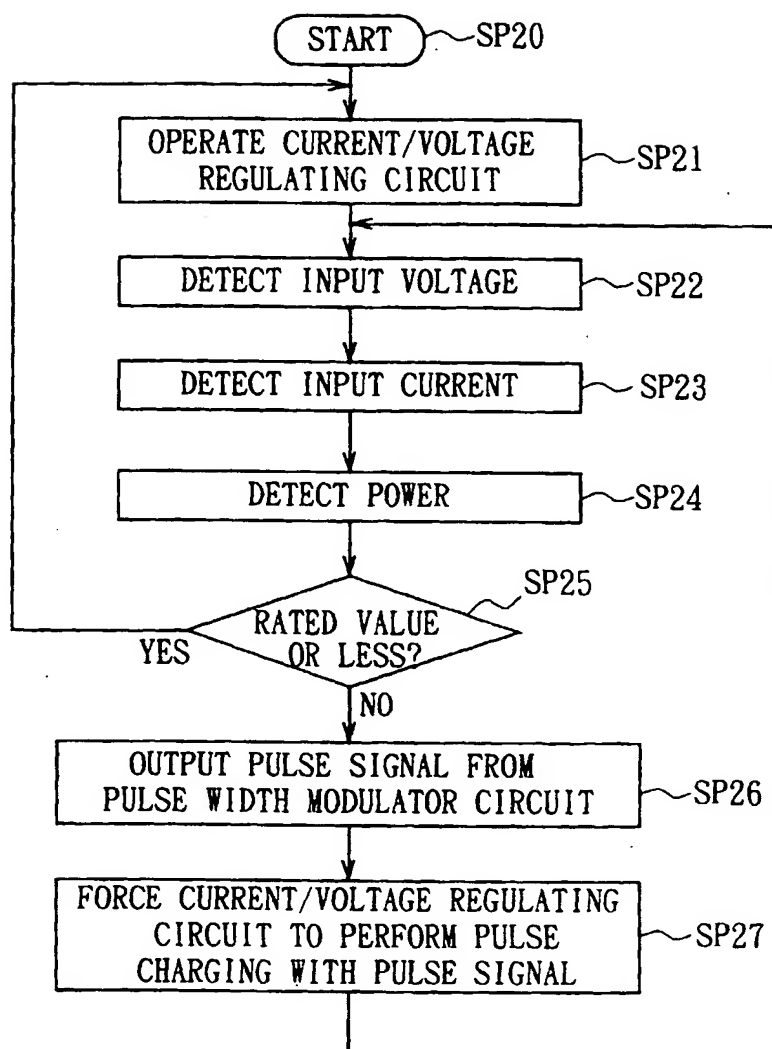 START
SP20
OPERATE CURRENT/VOLTAGE
REGULATING CIRCUIT
SP21
DETECT INPUT VOLTAGE
SP22
DETECT INPUT CURRENT
SP23
DETECT POWER
SP24
SP25
RATED VALUE
OR LESS?
YES
NO
OUTPUT PULSE SIGNAL FROM
PULSE WIDTH MODULATOR CIRCUIT
SP26
FORCE CURRENT/VOLTAGE REGULATING
CIRCUIT TO PERFORM PULSE
CHARGING WITH PULSE SIGNAL
SP27